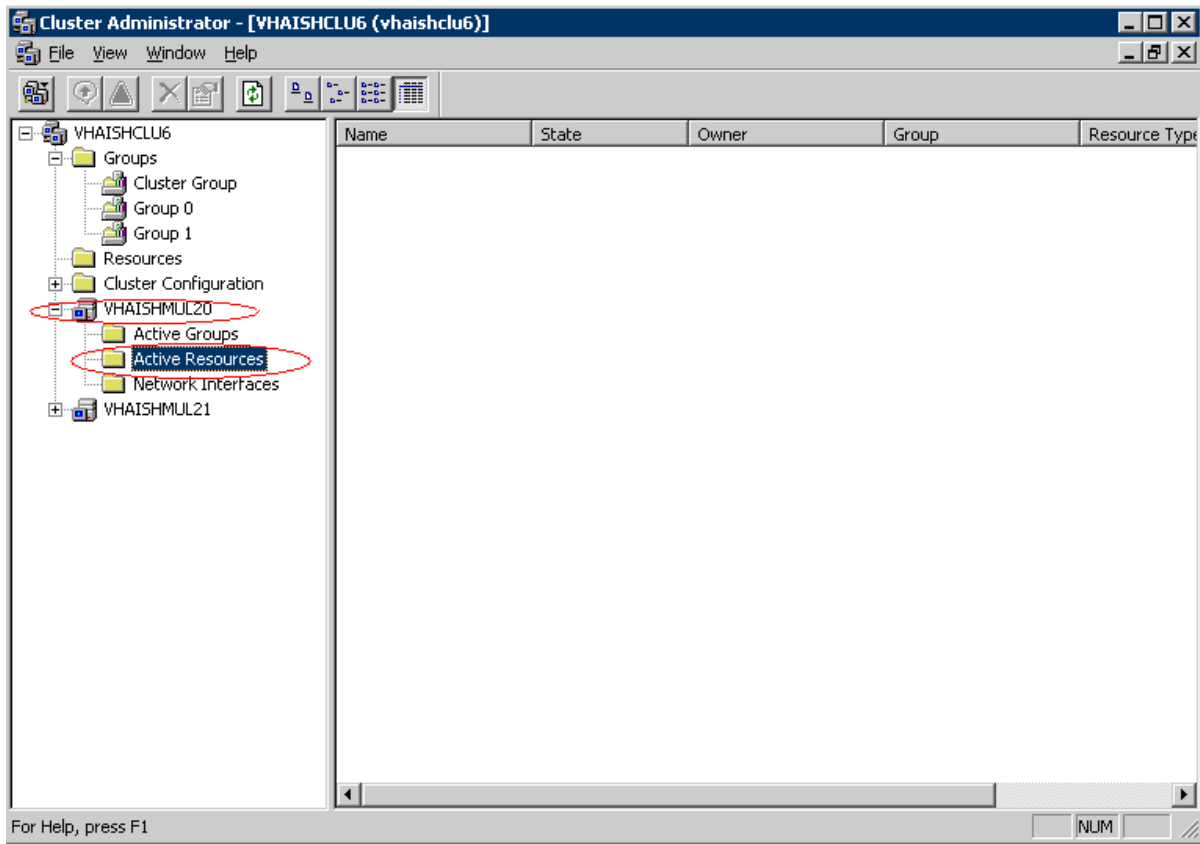 Cluster Administrator - [VHAISHCLU6 (vhaishclu6)]
File View Window Help
VHAISHCLU6
Groups
Cluster Group
Group 0
Group 1
Resources
Cluster Configuration
VHAISHMUL20
Active Groups
Active Resources
Network Interfaces
VHAISHMUL21
Name State Owner Group Resource Type
For Help, press F1
NUM